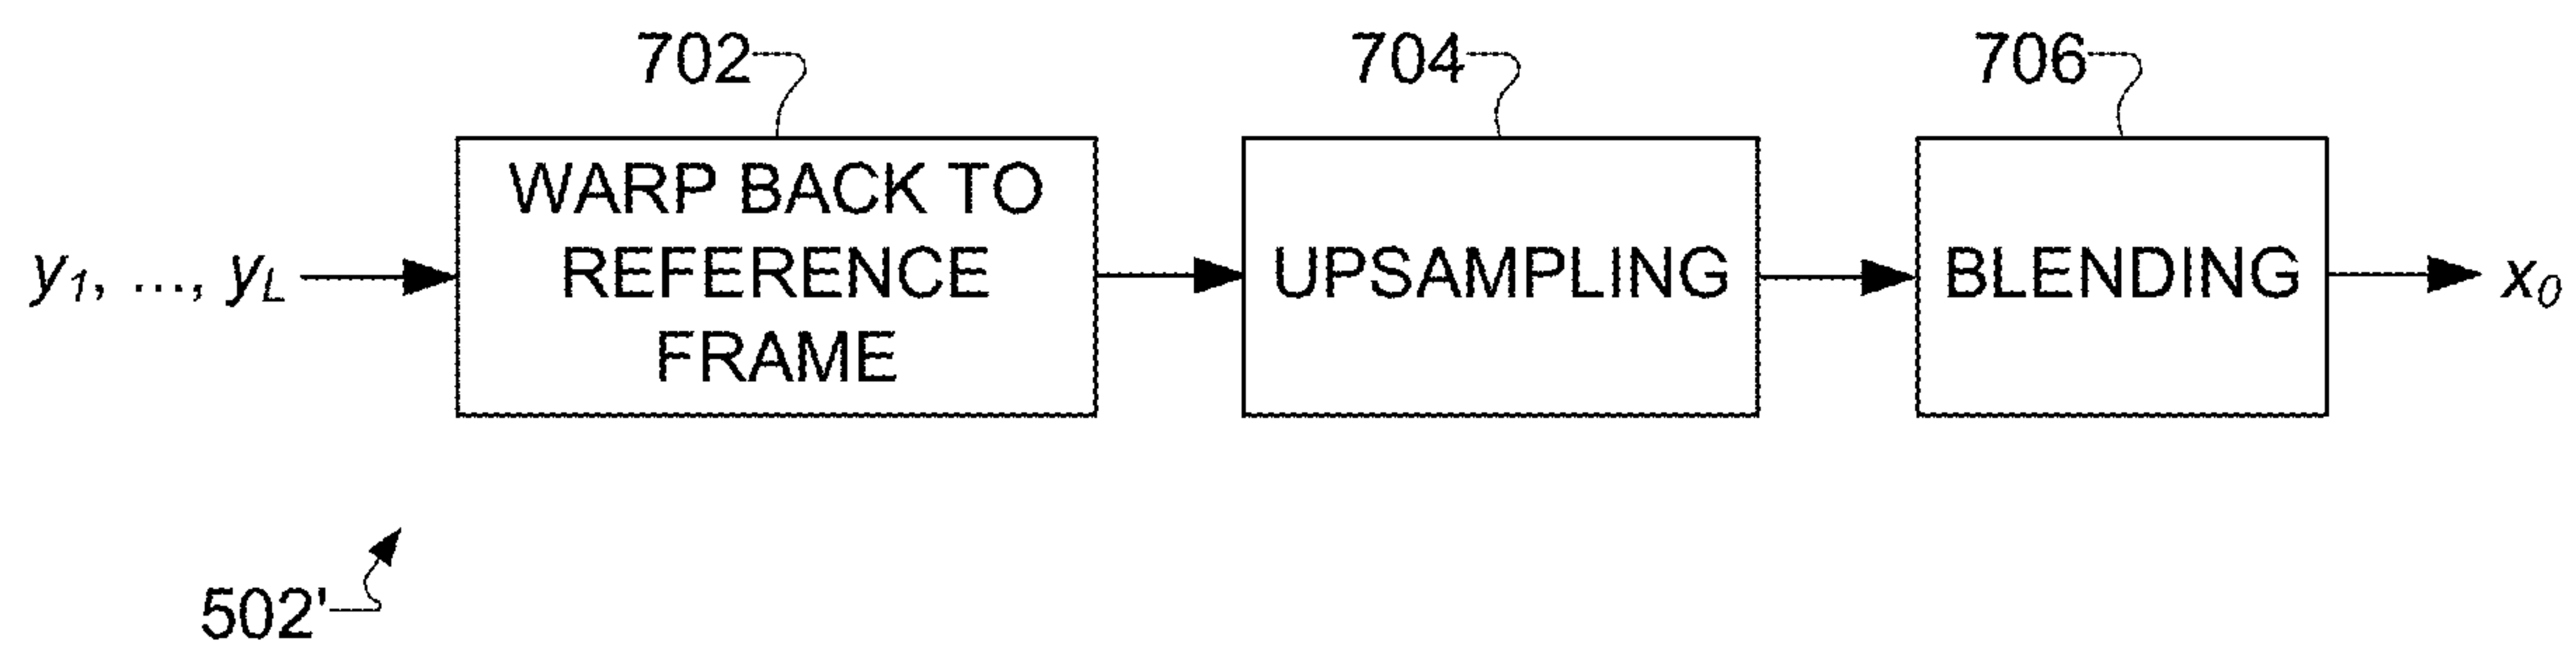 702
704
706
WARP BACK TO
REFERENCE
FRAME
UPSAMPLING
BLENDING
y1, ..., yL
x0
502'